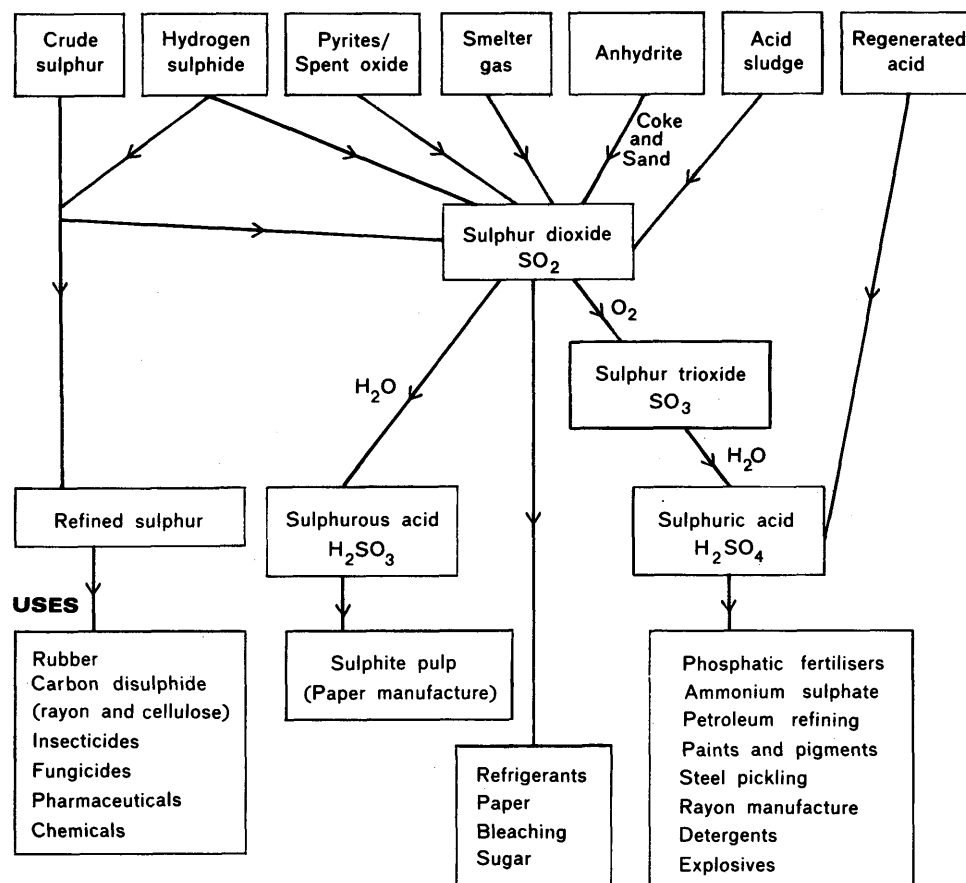 Crude
sulphur
Hydrogen
sulphide
Pyrites/
Spent oxide
Smelter
gas
Anhydrite
Acid
sludge
Regenerated
acid
Coke
and
Sand
Sulphur dioxide
SO₂
O₂
Sulphur trioxide
SO₃
H₂O
H₂O
Refined sulphur
Sulphurous acid
H₂SO₃
Sulphuric acid
H₂SO₄
USES
Rubber
Carbon disulphide
(rayon and cellulose)
Insecticides
Fungicides
Pharmaceuticals
Chemicals
Sulphite pulp
(Paper manufacture)
Refrigerants
Paper
Bleaching
Sugar
Phosphatic fertilisers
Ammonium sulphate
Petroleum refining
Paints and pigments
Steel pickling
Rayon manufacture
Detergents
Explosives